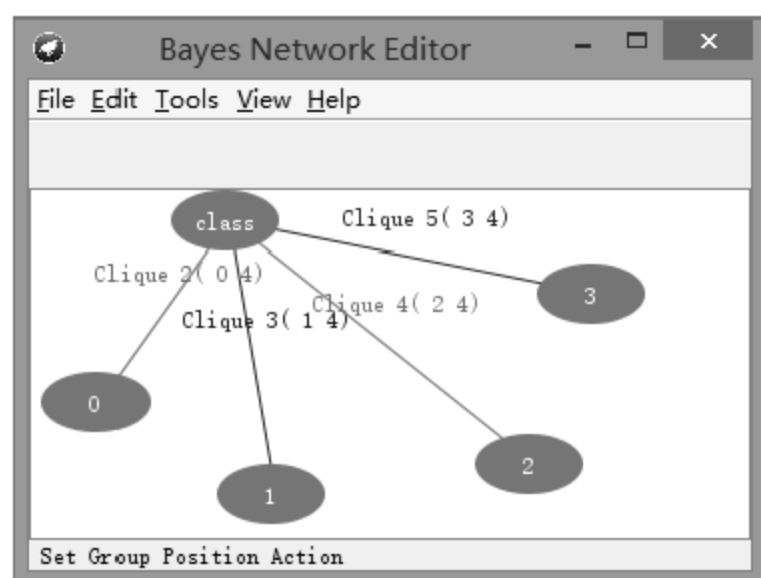 Bayes Network Editor
File Edit Tools View Help
class
Clique 5( 3 4)
Clique 2( 0 4)
3
Clique 4( 2 4)
Clique 3( 1 4)
0
2
1
Set Group Position Action